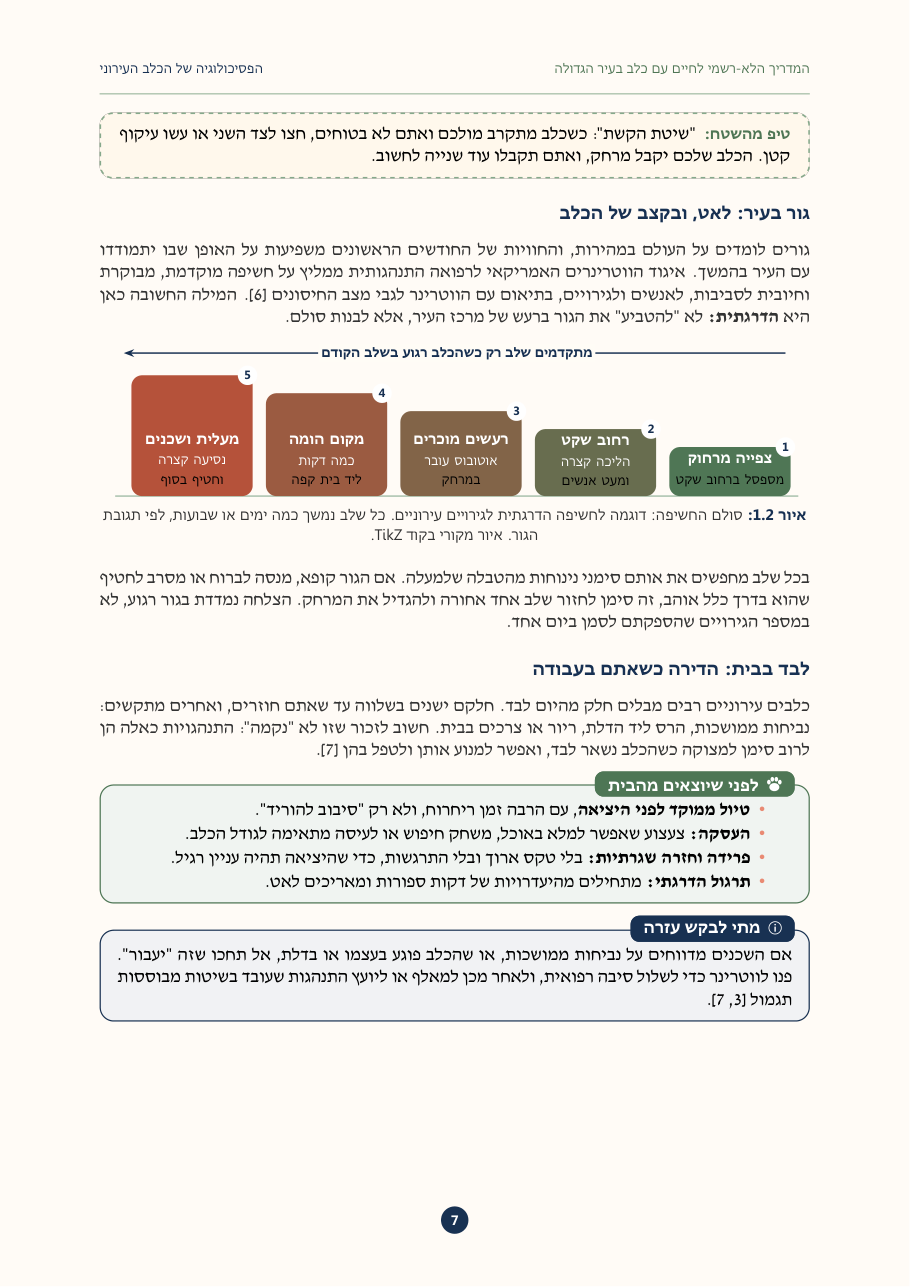 המדריך הלא-רשמי לחיים עם כלב בעיר הגדולה
הפסיכולוגיה של הכלב העירוני
טיפ מהשטח: "שיטת הקשת": כשכלב מתקרב מולכם ואתם לא בטוחים, חצו לצד השני או עשו עיקוף
קטן. הכלב שלכם יקבל מרחק, ואתם תקבלו עוד שנייה לחשוב.
גור בעיר: לאט, ובקצב של הכלב
גורים לומדים על העולם במהירות, והחוויות של החודשים הראשונים משפיעות על האופן שבו יתמודדו
עם העיר בהמשך. איגוד הווטרינרים האמריקאי לרפואה התנהגותית ממליץ על חשיפה מוקדמת, מבוקרת
וחיובית לסביבות, לאנשים ולגירויים, בתיאום עם הווטרינר לגבי מצב החיסונים [6]. המילה החשובה כאן
היא הדרגתית: לא "להטביע" את הגור ברעש של מרכז העיר, אלא לבנות סולם.
מתקדמים שלב רק כשהכלב רגוע בשלב הקודם
1
צפייה מרחוק
מספסל ברחוב שקט
2
רחוב שקט
הליכה קצרה
ומעט אנשים
3
רעשים מוכרים
אוטובוס עובר
במרחק
4
מקום הומה
כמה דקות
ליד בית קפה
5
מעלית ושכנים
נסיעה קצרה
וחטיף בסוף
איור 1.2: סולם החשיפה: דוגמה לחשיפה הדרגתית לגירויים עירוניים. כל שלב נמשך כמה ימים או שבועות, לפי תגובת
הגור. איור מקורי בקוד TikZ.
בכל שלב מחפשים את אותם סימני נינוחות מהטבלה שלמעלה. אם הגור קופא, מנסה לברוח או מסרב לחטיף
שהוא בדרך כלל אוהב, זה סימן לחזור שלב אחד אחורה ולהגדיל את המרחק. הצלחה נמדדת בגור רגוע, לא
במספר הגירויים שהספקתם לסמן ביום אחד.
לבד בבית: הדירה כשאתם בעבודה
כלבים עירוניים רבים מבלים חלק מהיום לבד. חלקם ישנים בשלווה עד שאתם חוזרים, ואחרים מתקשים:
נביחות ממושכות, הרס ליד הדלת, ריור או צרכים בבית. חשוב לזכור שזו לא "נקמה": התנהגויות כאלה הן
לרוב סימן למצוקה כשהכלב נשאר לבד, ואפשר למנוע אותן ולטפל בהן [7].
לפני שיוצאים מהבית
• טיול ממוקד לפני היציאה, עם הרבה זמן ריחרוח, ולא רק "סיבוב להוריד".
• העסקה: צעצוע שאפשר למלא באוכל, משחק חיפוש או לעיסה מתאימה לגודל הכלב.
• פרידה וחזרה שגרתיות: בלי טקס ארוך ובלי התרגשות, כדי שהיציאה תהיה עניין רגיל.
• תרגול הדרגתי: מתחילים מהיעדרויות של דקות ספורות ומאריכים לאט.
מתי לבקש עזרה
אם השכנים מדווחים על נביחות ממושכות, או שהכלב פוגע בעצמו או בדלת, אל תחכו שזה "יעבור".
פנו לווטרינר כדי לשלול סיבה רפואית, ולאחר מכן למאלף או ליועץ התנהגות שעובד בשיטות מבוססות
תגמול [3, 7].
7